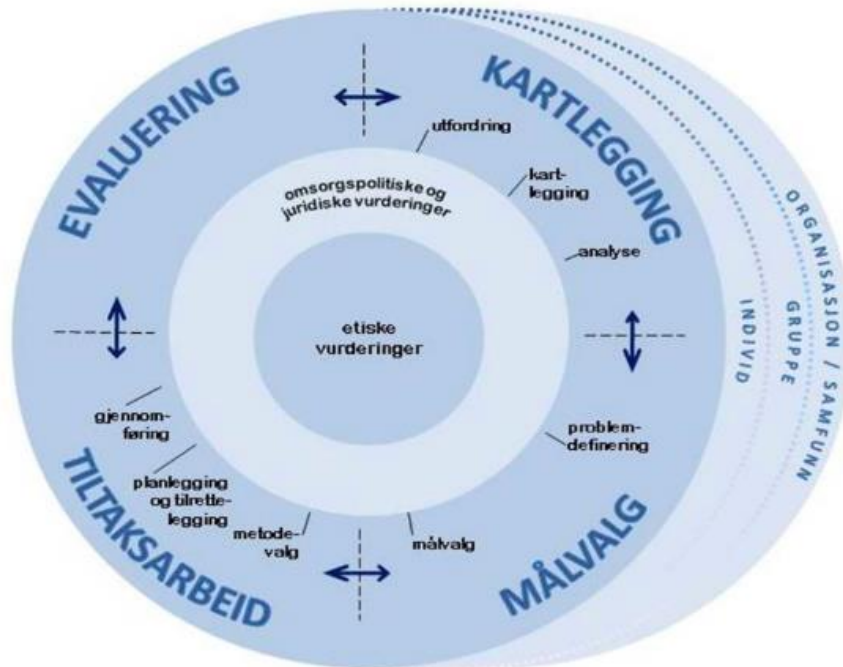 EVALUERING
KARTLEGGING
utfordring
kart-
legging
analyse
omsorgspolitiske og
juridiske vurderinger
etiske
vurderinger
INDIVID
GRUPPE
ORGANISASJON / SAMFUNN
problem-
definering
MÅLVALG
målvalg
metode-
valg
planlegging
og tilrette-
legging
gjennom-
føring
TILTAKSARBEID